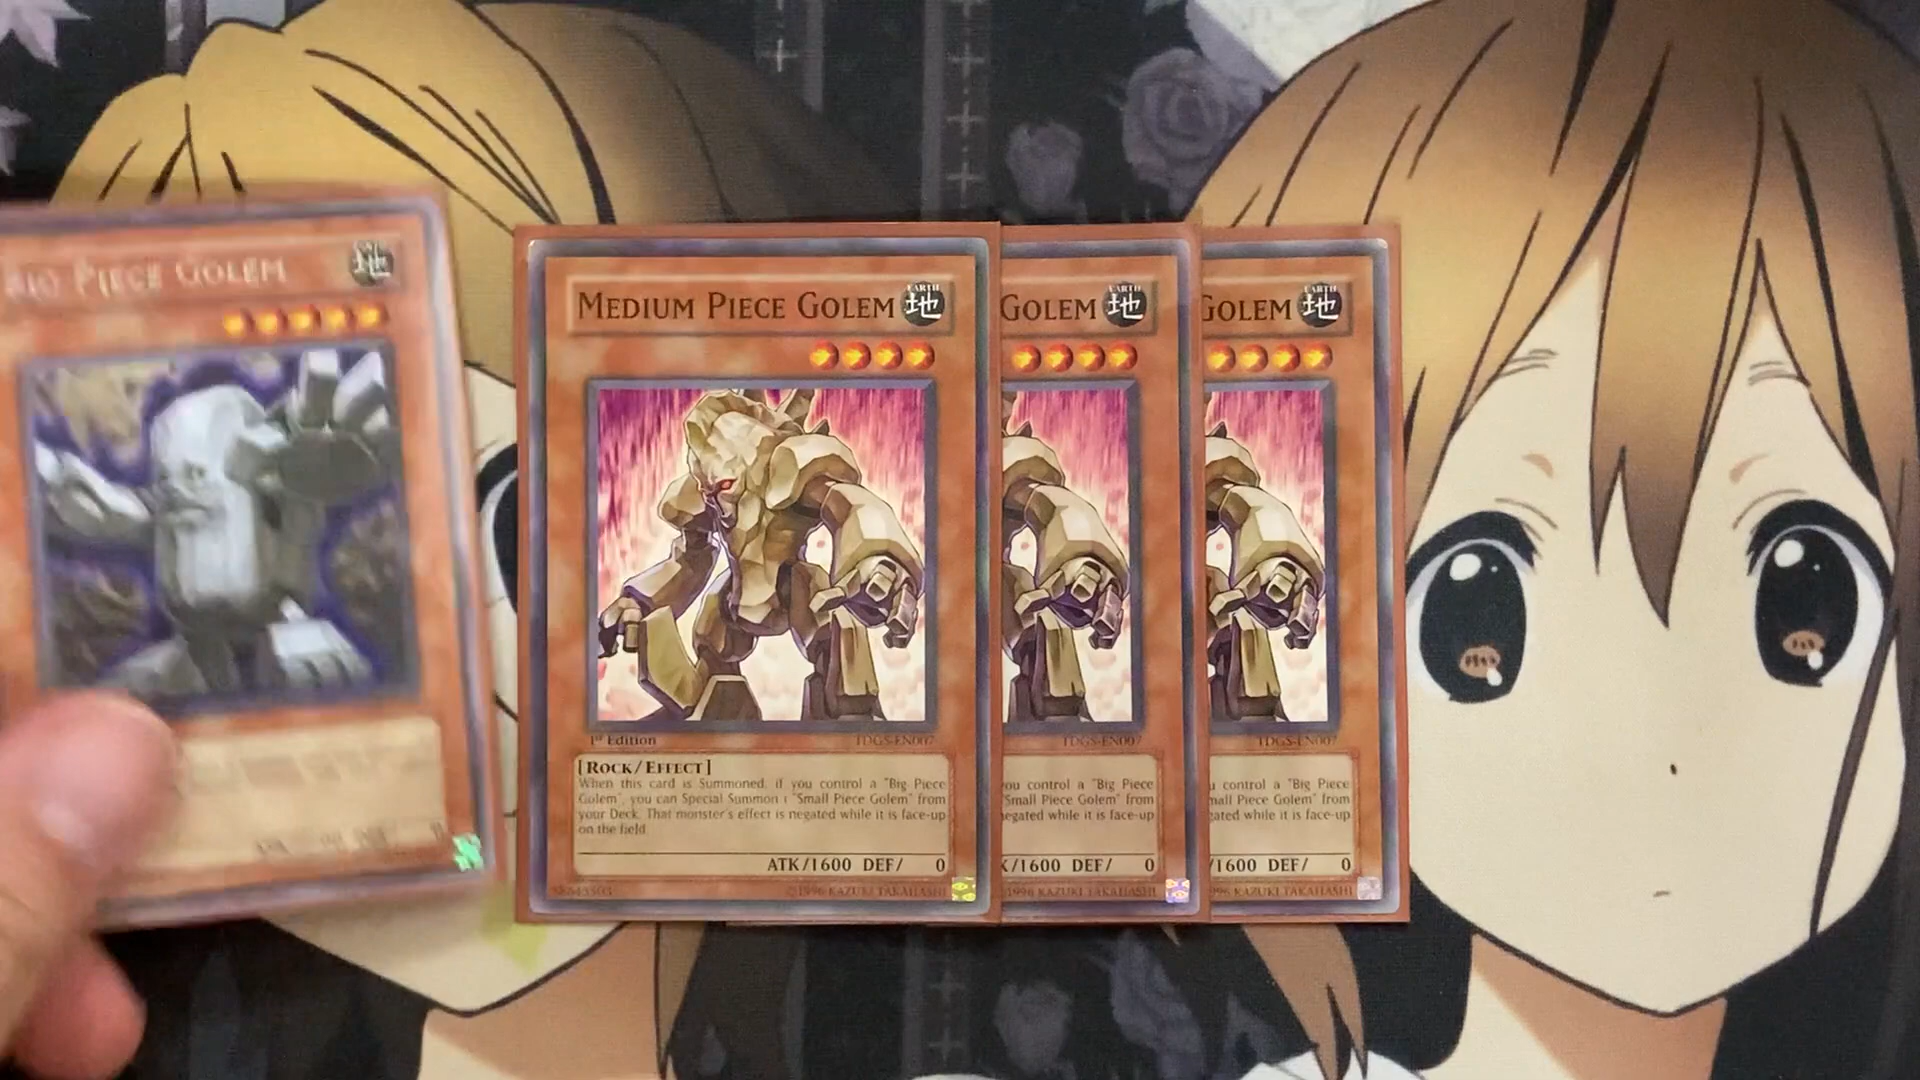 PIECE GOLEM
地
MEDIUM PIECE GOLEM
EARTH
地
GOLEM
EARTH
地
GOLEM
EARTH
地
1st Edition
TDGS-EN007
TDGS-EN007
TDGS-EN007
[ROCK/EFFECT]
When this card is Summoned, if you control a "Big Piece
Golem", you can Special Summon 1 "Small Piece Golem" from
your Deck. That monster's effect is negated while it is face-up
on the field.
ATK/1600 DEF/ 0
©1996 KAZUKI TAKAHASHI
you control a "Big Piece
"Small Piece Golem" from
negated while it is face-up
/1600 DEF/ 0
1996 KAZUKI TAKAHASHI
control a "Big Piece
Piece Golem" from
while it is face-up
/1600 DEF/ 0
KAZUKI TAKAHASHI